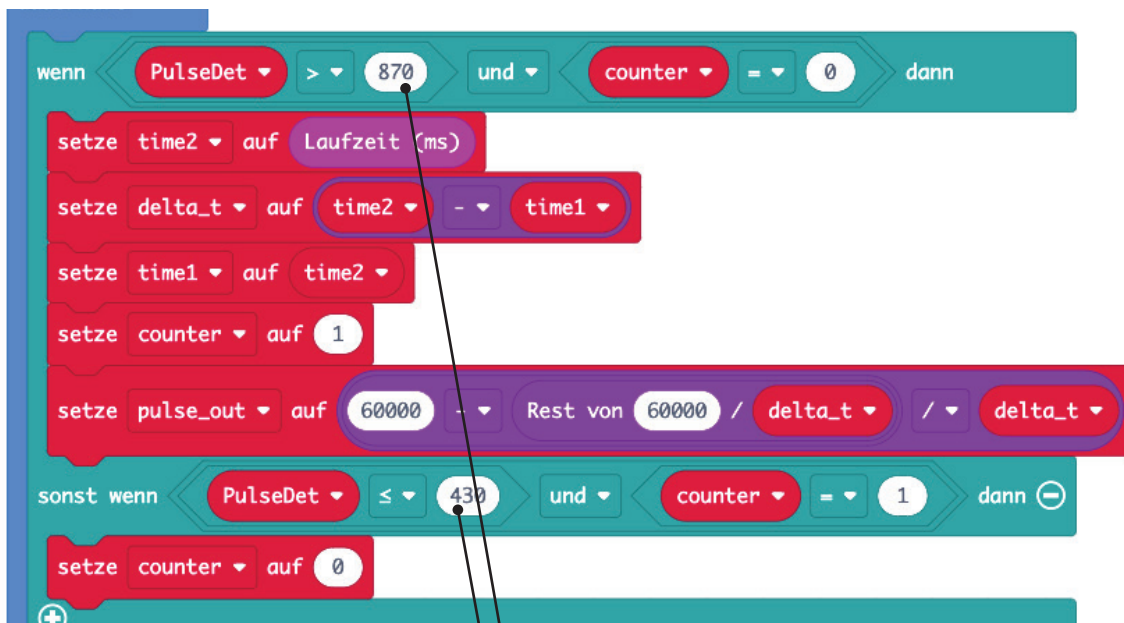 wenn PulseDet > 870 und counter = 0 dann
setze time2 auf Laufzeit (ms)
setze delta_t auf time2 - time1
setze time1 auf time2
setze counter auf 1
setze pulse_out auf 60000 - Rest von 60000 / delta_t / delta_t
sonst wenn PulseDet ≤ 430 und counter = 1 dann
setze counter auf 0